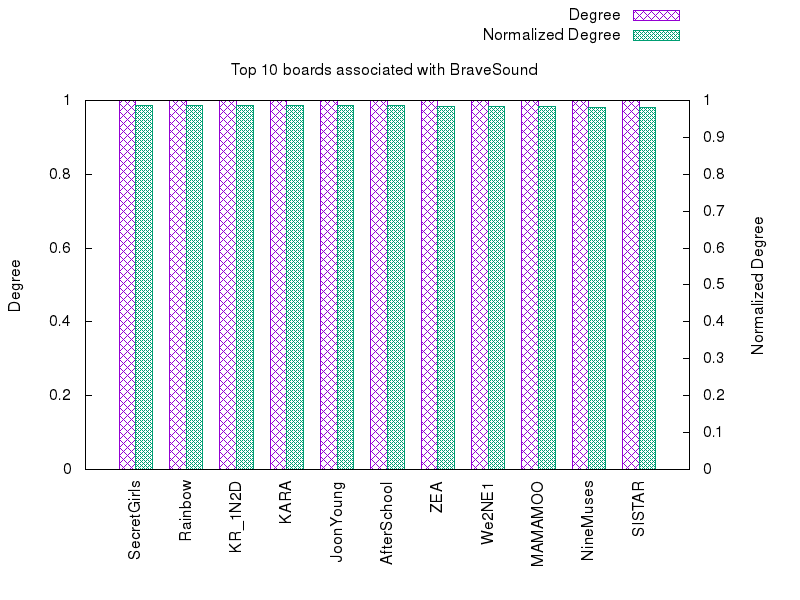 Degree
Normalized Degree
Top 10 boards associated with BraveSound
1
0.8
0.6
0.4
0.2
0
Degree
1
0.9
0.8
0.7
0.6
0.5
0.4
0.3
0.2
0.1
0
Normalized Degree
SecretGirls
Rainbow
KR_1N2D
KARA
JoonYoung
AfterSchool
ZEA
We2NE1
MAMAMOO
NineMuses
SISTAR